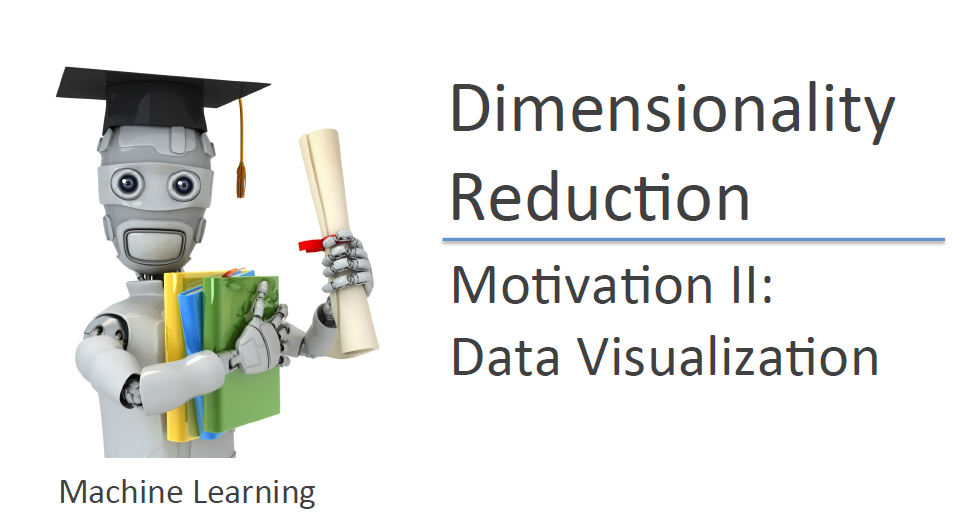 Dimensionality
Reduction
Motivation II:
Data Visualization
Machine Learning